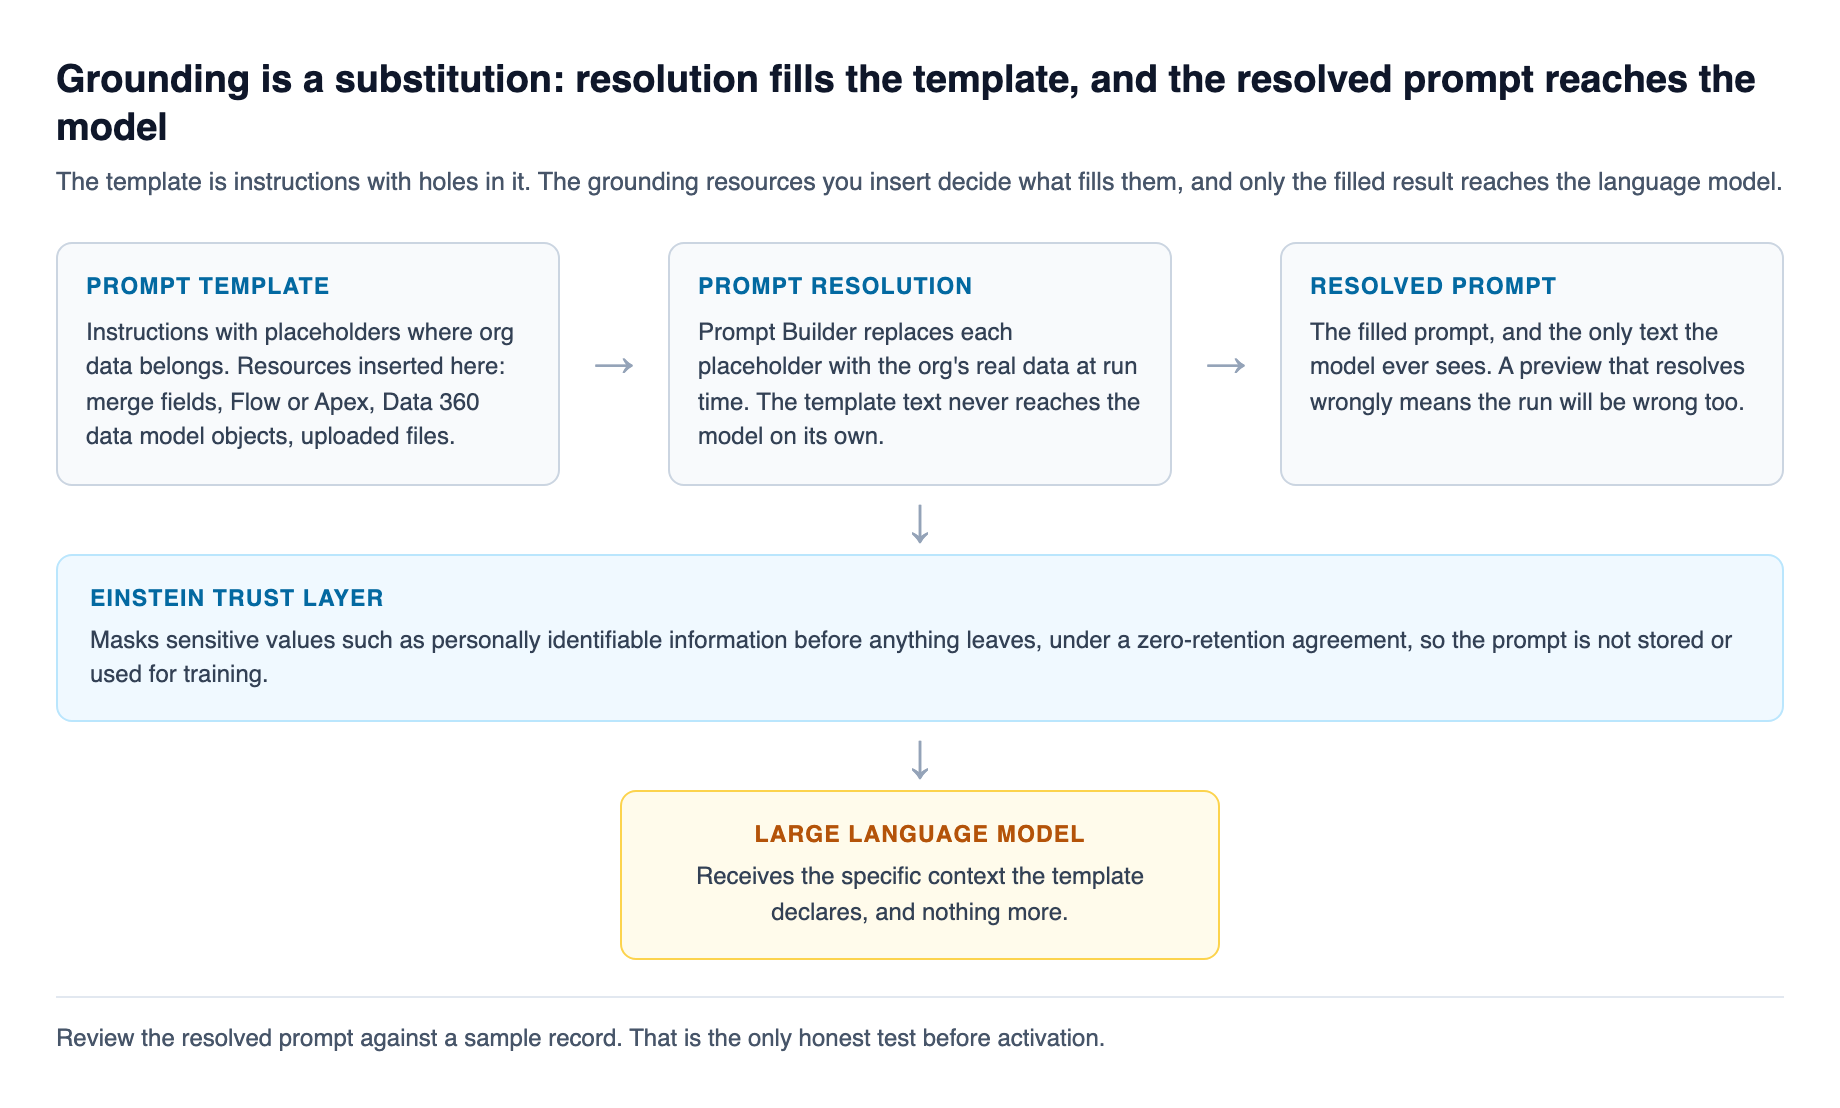 Grounding is a substitution: resolution fills the template, and the resolved prompt reaches the
model
The template is instructions with holes in it. The grounding resources you insert decide what fills them, and only the filled result reaches the language model.
PROMPT TEMPLATE
Instructions with placeholders where org
data belongs. Resources inserted here:
merge fields, Flow or Apex, Data 360
data model objects, uploaded files.
→
PROMPT RESOLUTION
Prompt Builder replaces each
placeholder with the org's real data at run
time. The template text never reaches the
model on its own.
→
RESOLVED PROMPT
The filled prompt, and the only text the
model ever sees. A preview that resolves
wrongly means the run will be wrong too.
↓
EINSTEIN TRUST LAYER
Masks sensitive values such as personally identifiable information before anything leaves, under a zero-retention agreement, so the prompt is not stored or
used for training.
↓
LARGE LANGUAGE MODEL
Receives the specific context the template
declares, and nothing more.
Review the resolved prompt against a sample record. That is the only honest test before activation.